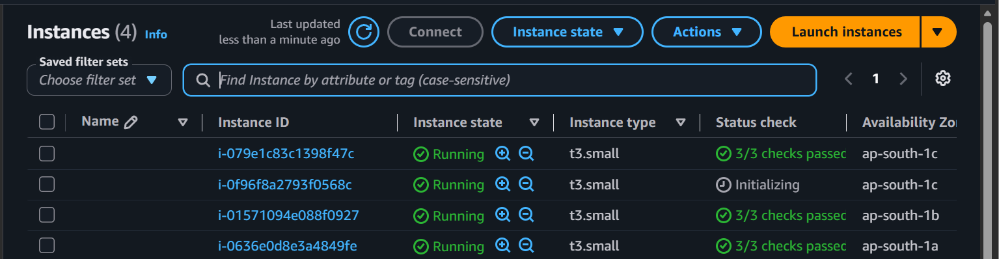 Instances (4) Info
Last updated
less than a minute ago
Connect
Instance state
Actions
Launch instances
Saved filter sets
Choose filter set
Find Instance by attribute or tag (case-sensitive)
1
Name Instance ID Instance state Instance type Status check Availability Zo
i-079e1c83c1398f47c Running t3.small 3/3 checks passed ap-south-1c
i-0f96f8a2793f0568c Running t3.small Initializing ap-south-1c
i-01571094e088f0927 Running t3.small 3/3 checks passed ap-south-1b
i-0636e0d8e3a4849fe Running t3.small 3/3 checks passed ap-south-1a